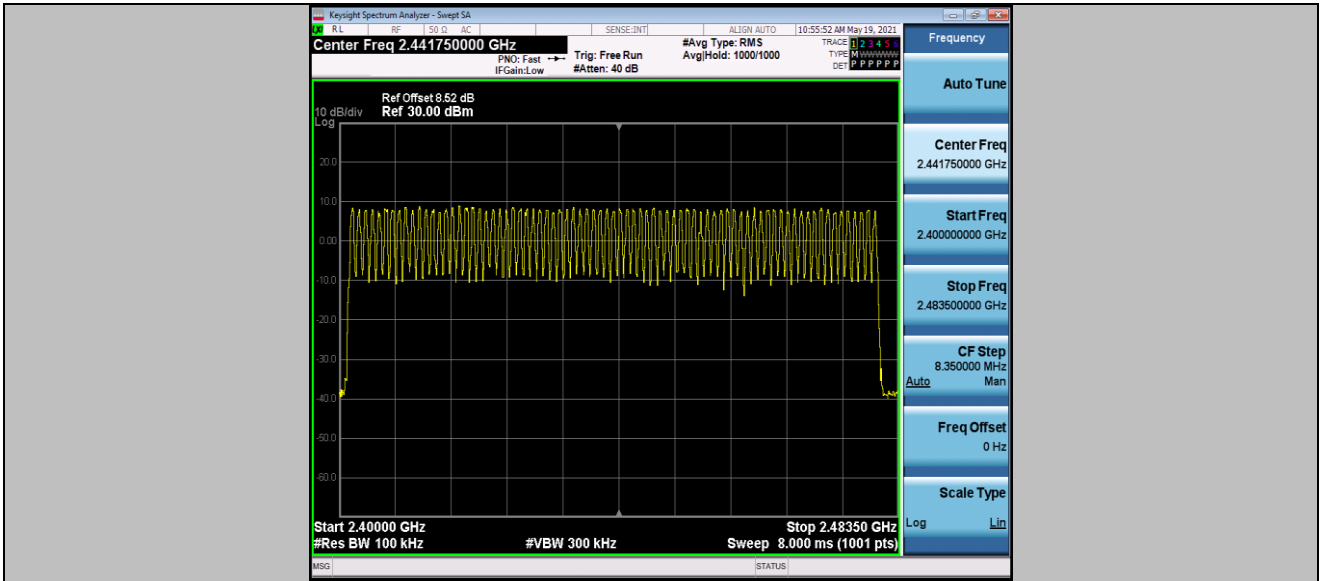 Keysight Spectrum Analyzer - Swept SA
RL RF 50 Ω AC SENSE:INT ALIGN AUTO 10:55:52 AM May 19, 2021
Center Freq 2.441750000 GHz
PNO: Fast
IFGain:Low
Trig: Free Run
#Atten: 40 dB
#Avg Type: RMS
Avg|Hold: 1000/1000
TRACE 1 2 3 4 5 6
TYPE M W W W W W
DET P P P P P P
Ref Offset 8.52 dB
10 dB/div Ref 30.00 dBm
Log
20.0
10.0
0.00
-10.0
-20.0
-30.0
-40.0
-50.0
-60.0
Start 2.40000 GHz Stop 2.48350 GHz
#Res BW 100 kHz #VBW 300 kHz Sweep 8.000 ms (1001 pts)
MSG STATUS
Frequency
Auto Tune
Center Freq
2.441750000 GHz
Start Freq
2.400000000 GHz
Stop Freq
2.483500000 GHz
CF Step
8.350000 MHz
Auto Man
Freq Offset
0 Hz
Scale Type
Log Lin